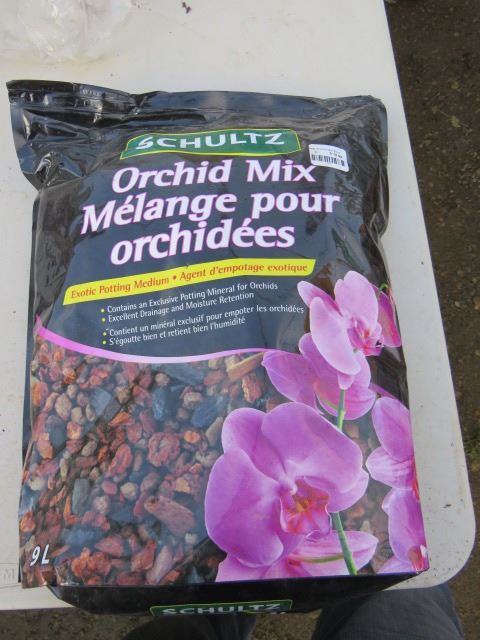 SCHULTZ
Orchid Mix
Mélange pour
orchidées
Exotic Potting Medium • Agent d'empotage exotique
• Contains an Exclusive Potting Mineral for Orchids
• Excellent Drainage and Moisture Retention
• Contient un minéral exclusif pour empoter les orchidées
• S'égoutte bien et retient bien l'humidité
9L
SCHULTZ